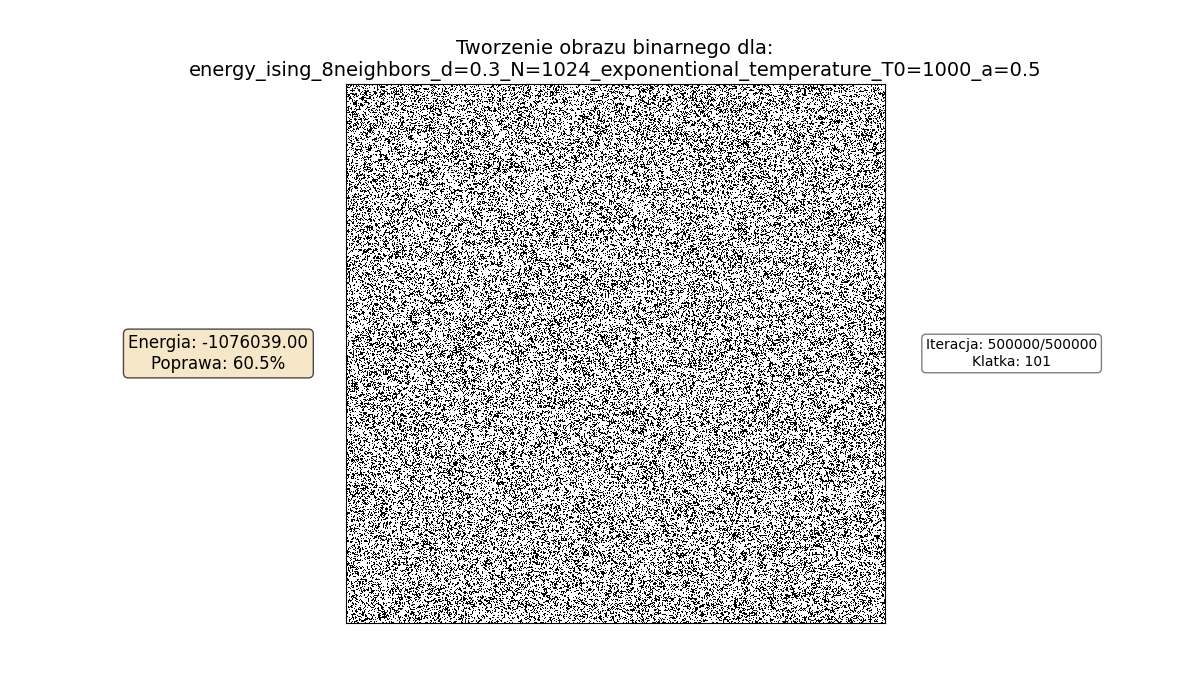 Tworzenie obrazu binarnego dla:
energy_ising_8neighbors_d=0.3_N=1024_exponentional_temperature_T0=1000_a=0.5
Energia: -1076039.00
Poprawa: 60.5%
Iteracja: 500000/500000
Klatka: 101